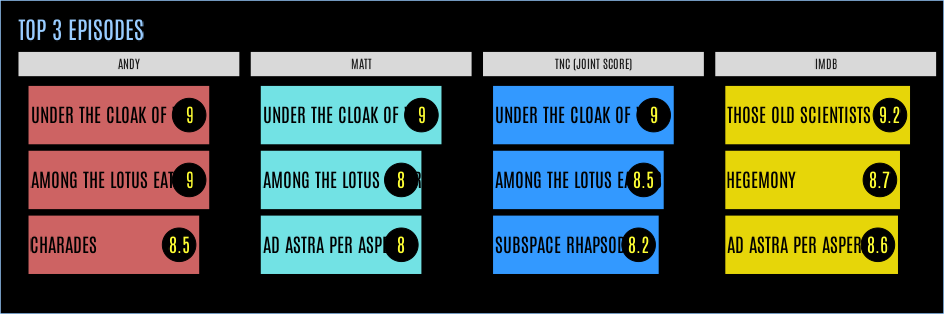 TOP 3 EPISODES
ANDY
UNDER THE CLOAK OF 9
AMONG THE LOTUS EAT 9
CHARADES 8.5
MATT
UNDER THE CLOAK OF 9
AMONG THE LOTUS 8
AD ASTRA PER ASP 8
TNC (JOINT SCORE)
UNDER THE CLOAK OF 9
AMONG THE LOTUS EA 8.5
SUBSPACE RHAPSOD 8.2
IMDB
THOSE OLD SCIENTISTS 9.2
HEGEMONY 8.7
AD ASTRA PER ASPER 8.6